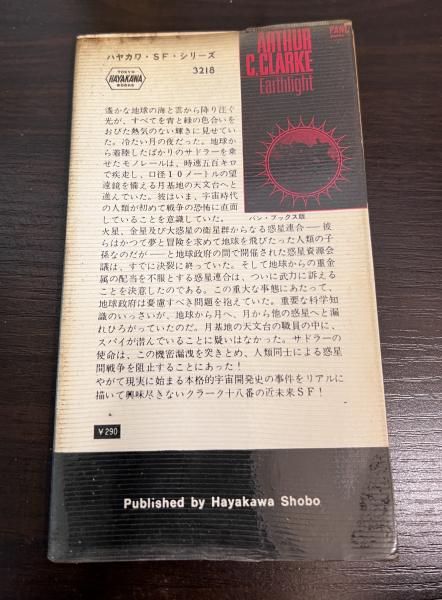 ハヤカワ・SF・シリーズ
TOKYO
HAYAKAWA
BOOKS
3218
PAN
ARTHUR
C.CLARKE
Earthlight
パン・ブックス版
遙かな地球の海と雲から降り注ぐ
光が、すべてを青と緑の色合いを
おびた熱気のない輝きに見せてい
た。冷たい月の夜だった。地球か
ら着陸したばかりのサドラーを乗
せたモノレールは、時速五百キロ
で疾走し、口径10メートルの望
遠鏡を備える月基地の天文台へと
進んでいた。彼はいま、宇宙時代
の人類が初めて戦争の恐怖に直面
していることを意識していた。
火星、金星及び大惑星の衛星群からなる惑星連合──彼
らはかつて夢と冒険を求めて地球を飛びたった人類の子
孫なのだが──と地球政府の間で開催された惑星資源会
議は、すでに決裂に終っていた。そして地球からの重金
属の配当を不服とする惑星連合は、ついに武力に訴える
ことを決意したのである。この重大な事態にあたって、
地球政府は憂慮すべき問題を抱えていた。重要な科学知
識のいっさいが、地球から月へ、月から他の惑星へと漏
れひろがっていたのだ。月基地の天文台の職員の中に、
スパイが潜んでいることに疑いはなかった。サドラーの
使命は、この機密漏洩を突きとめ、人類同士による惑星
間戦争を阻止することにあった！
やがて現実に始まる本格的宇宙開発史の事件をリアルに
描いて興味尽きないクラーク十八番の近未来SF！
¥290
Published by Hayakawa Shobo